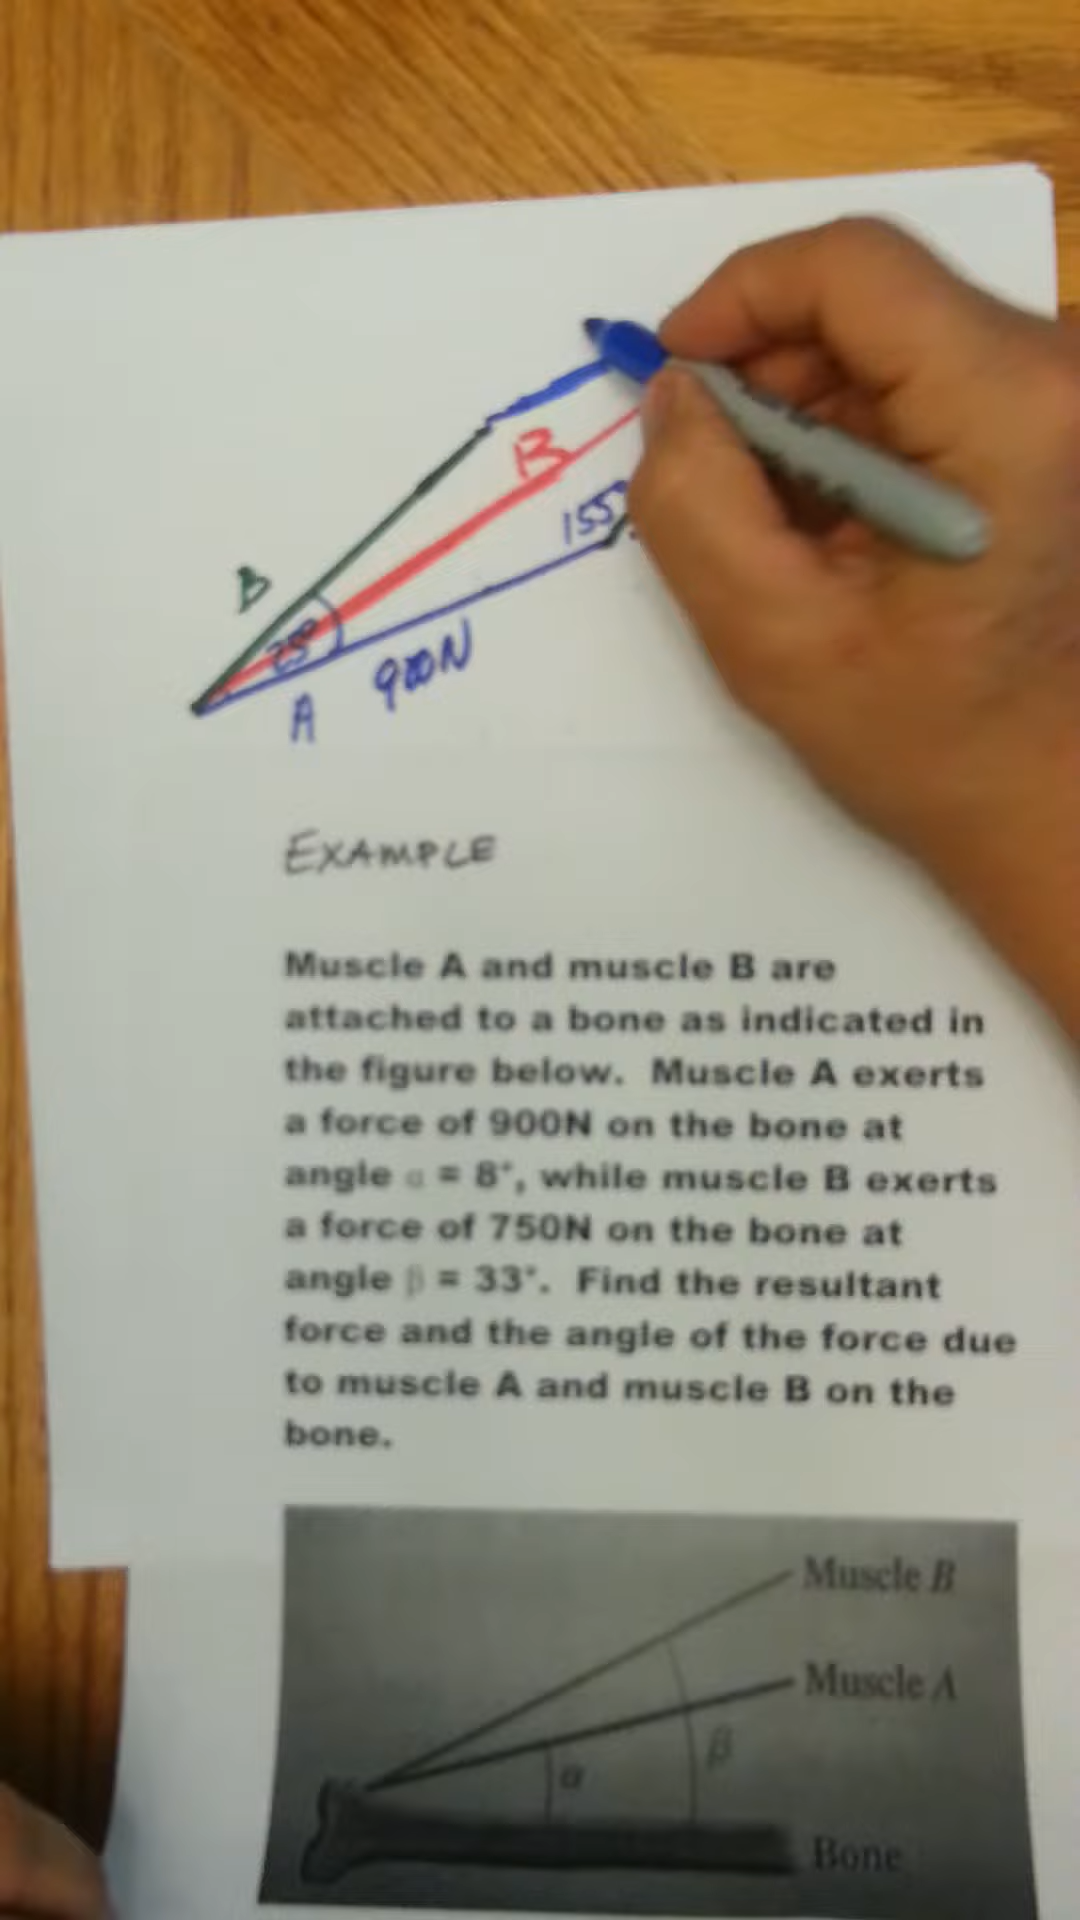 B
B
155°
25°
A
900N
EXAMPLE
Muscle A and muscle B are
attached to a bone as indicated in
the figure below. Muscle A exerts
a force of 900N on the bone at
angle α = 8°, while muscle B exerts
a force of 750N on the bone at
angle β = 33°. Find the resultant
force and the angle of the force due
to muscle A and muscle B on the
bone.
Muscle B
Muscle A
β
α
Bone